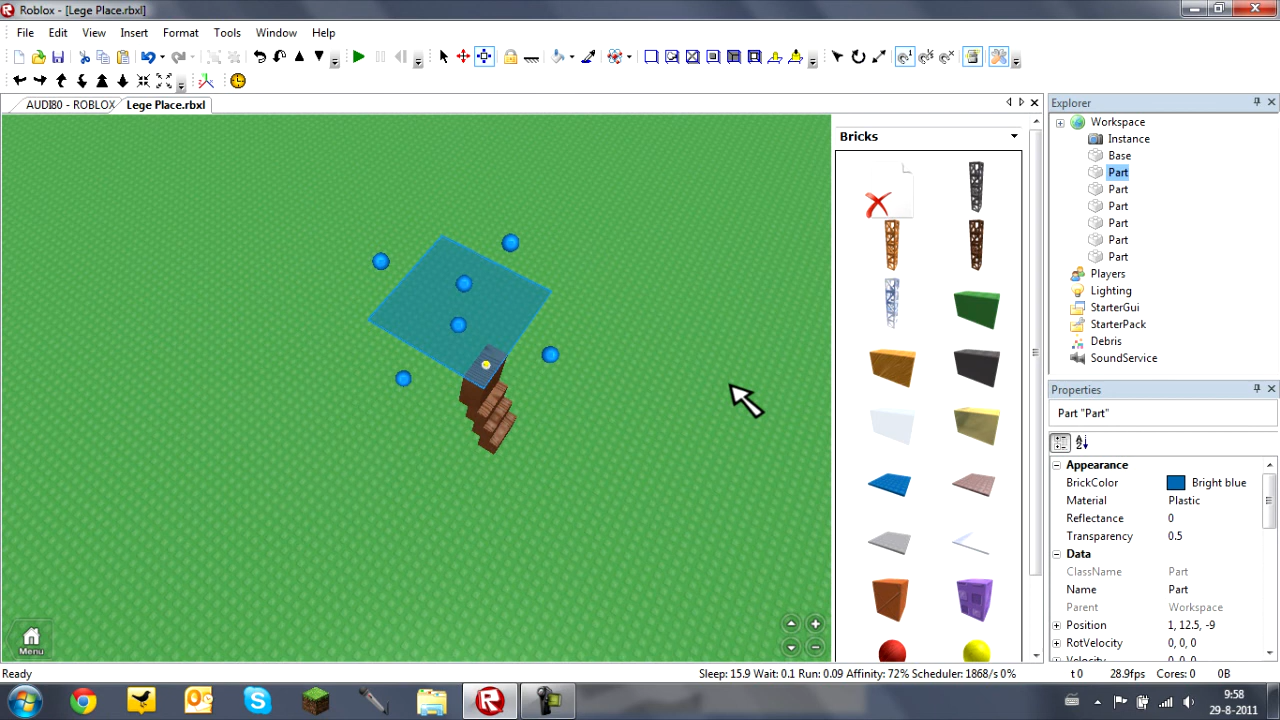 Roblox - [Lege Place.rbxl]
File Edit View Insert Format Tools Window Help
AUDI80 - ROBLOX Lege Place.rbxl
Bricks
Explorer
Workspace
Instance
Base
Part
Part
Part
Part
Part
Part
Players
Lighting
StarterGui
StarterPack
Debris
SoundService
Properties
Part "Part"
Appearance
BrickColor Bright blue
Material Plastic
Reflectance 0
Transparency 0.5
Data
ClassName Part
Name Part
Parent Workspace
Position 1, 12.5, -9
RotVelocity 0, 0, 0
Velocity 0, 0, 0
Menu
Ready
Sleep: 15.9 Wait: 0.1 Run: 0.09 Affinity: 72% Scheduler: 1868/s 0%
t 0 28.9fps Cores: 0 0B
9:58
29-8-2011